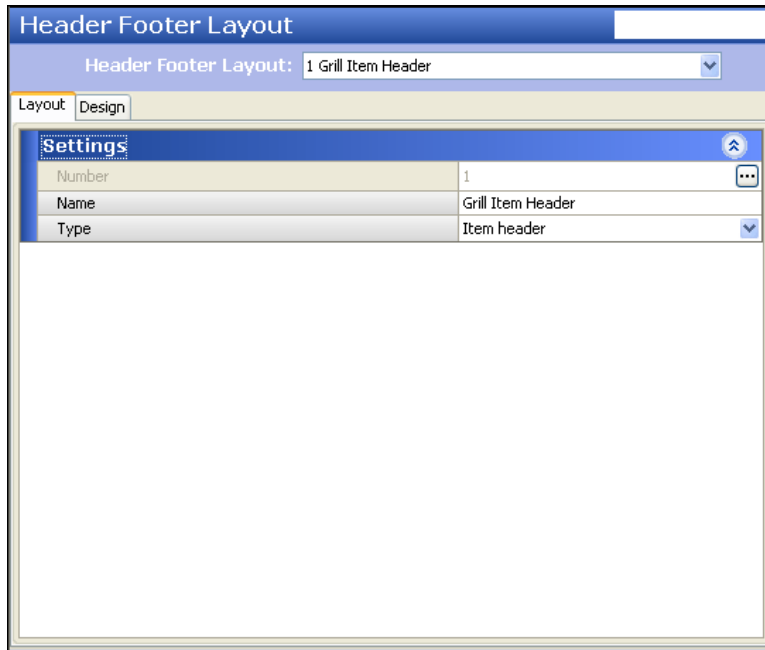 Header Footer Layout
Header Footer Layout: 1 Grill Item Header
Layout Design
Settings
Number 1 ...
Name Grill Item Header
Type Item header